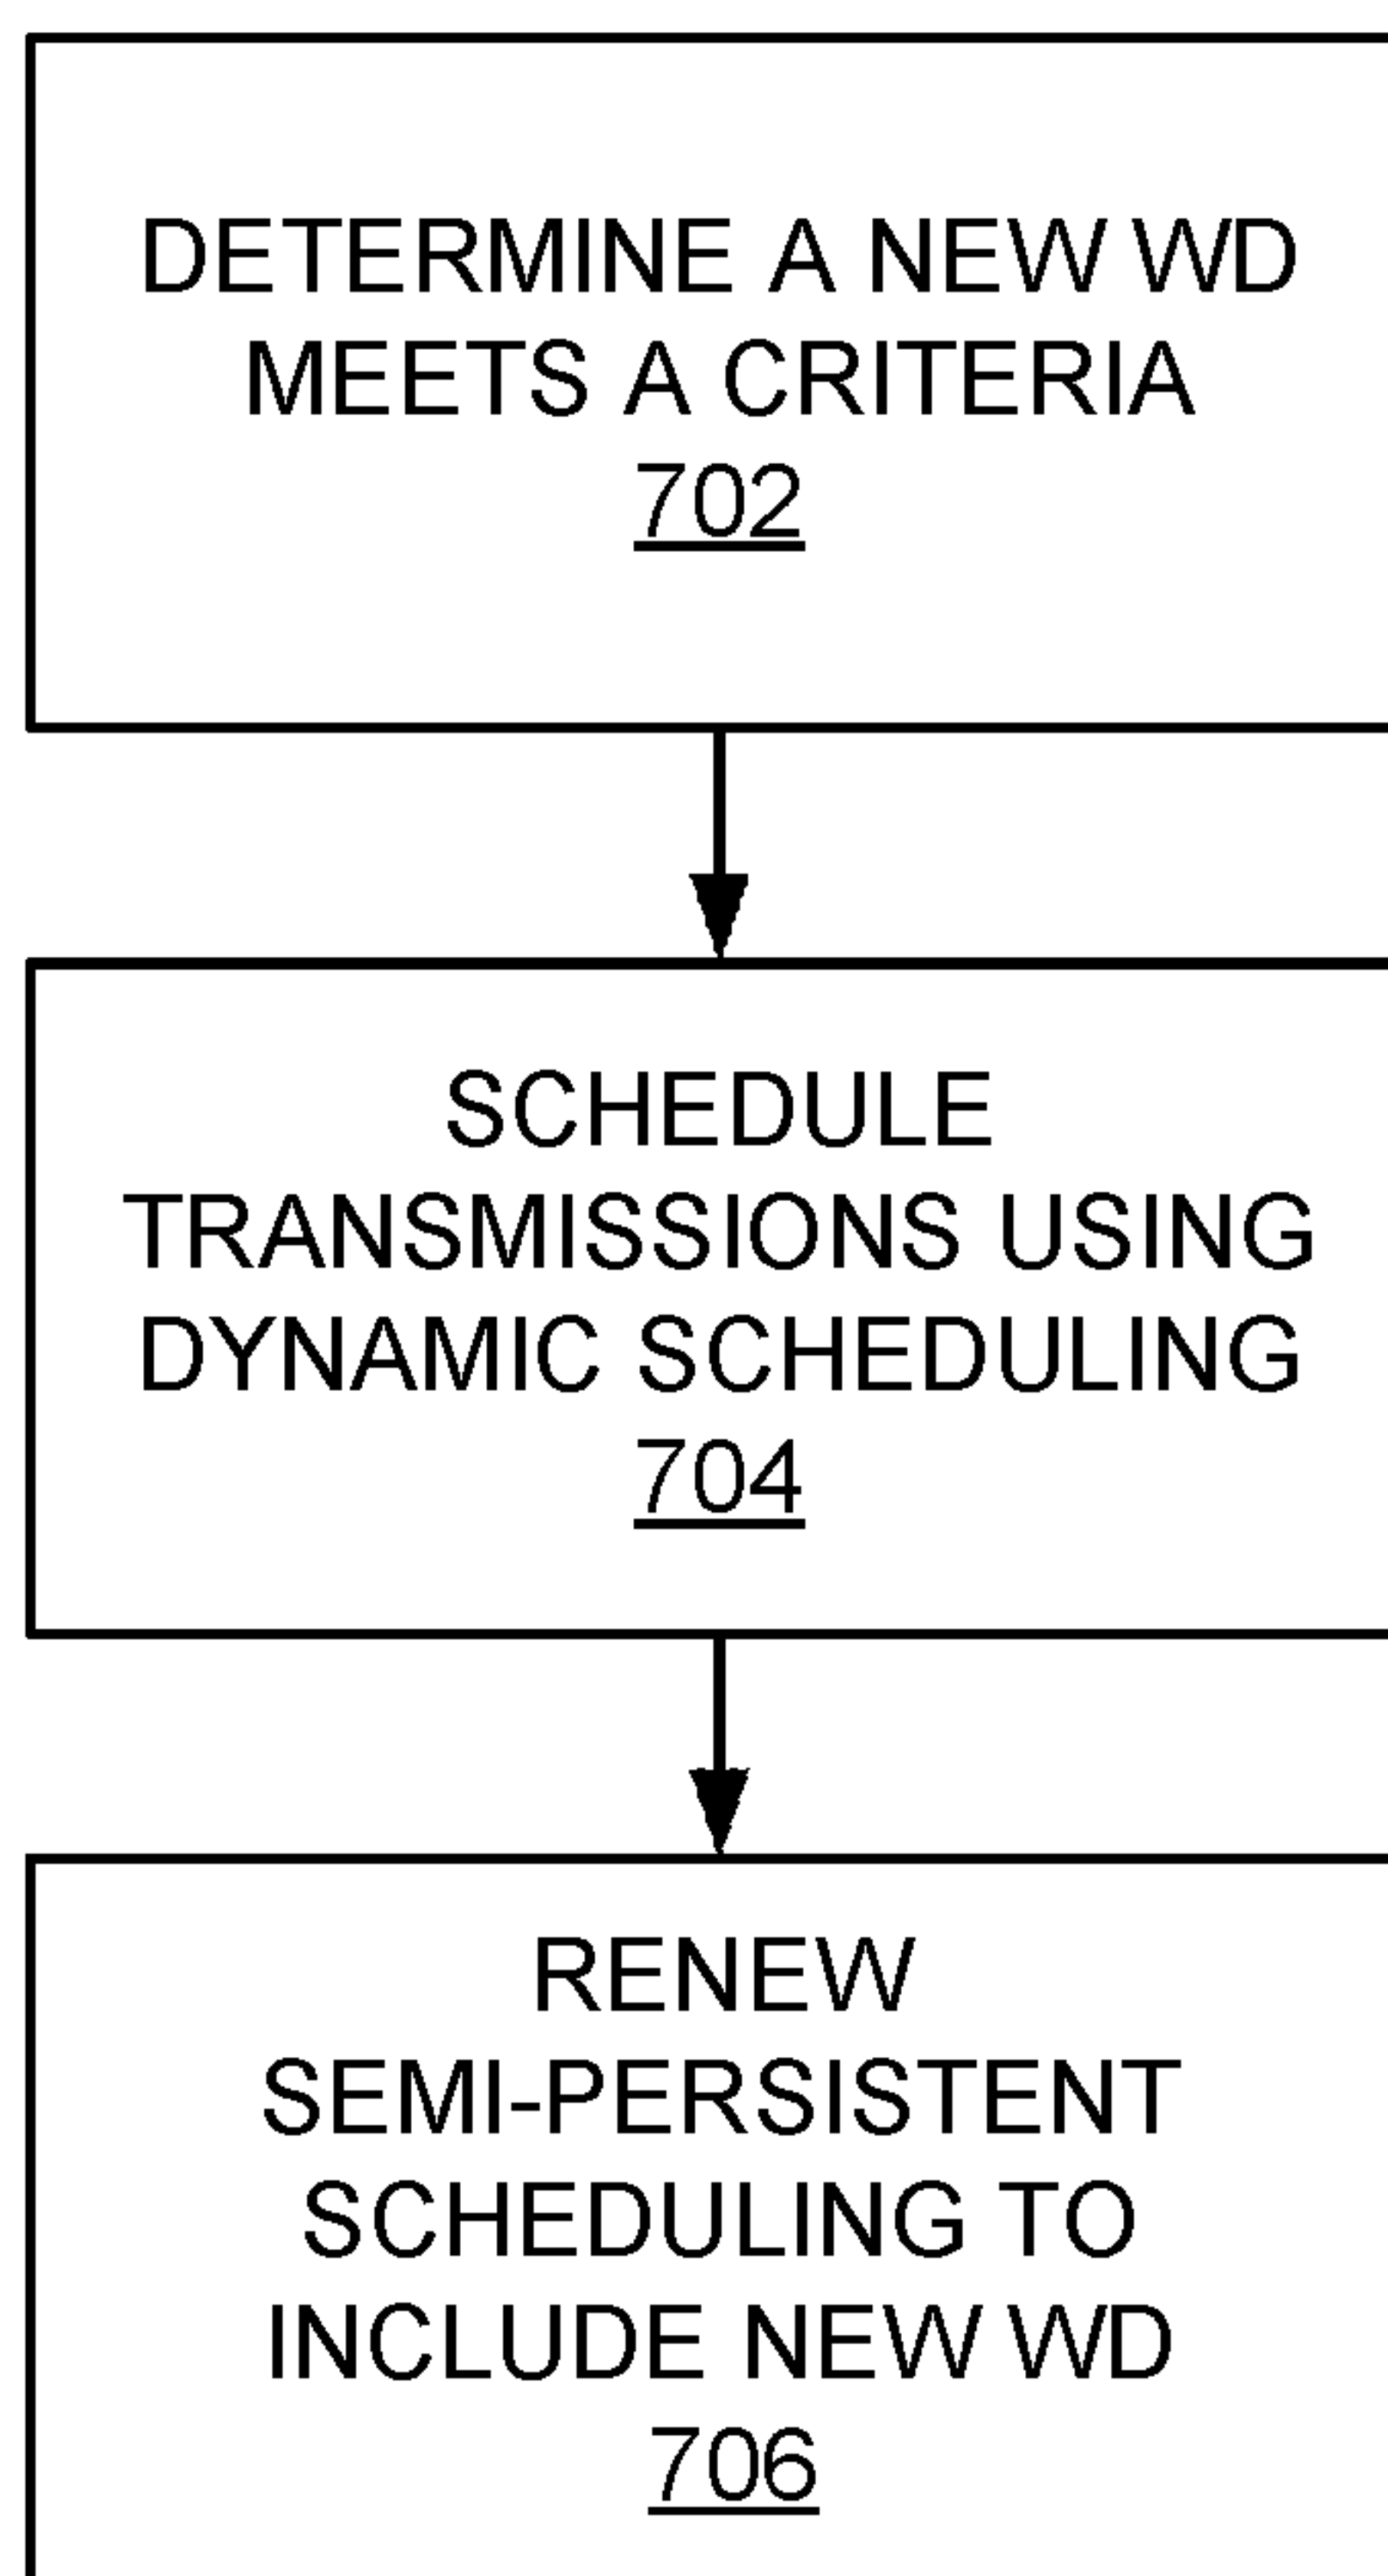 DETERMINE A NEW WD
MEETS A CRITERIA
702
SCHEDULE
TRANSMISSIONS USING
DYNAMIC SCHEDULING
704
RENEW
SEMI-PERSISTENT
SCHEDULING TO
INCLUDE NEW WD
706